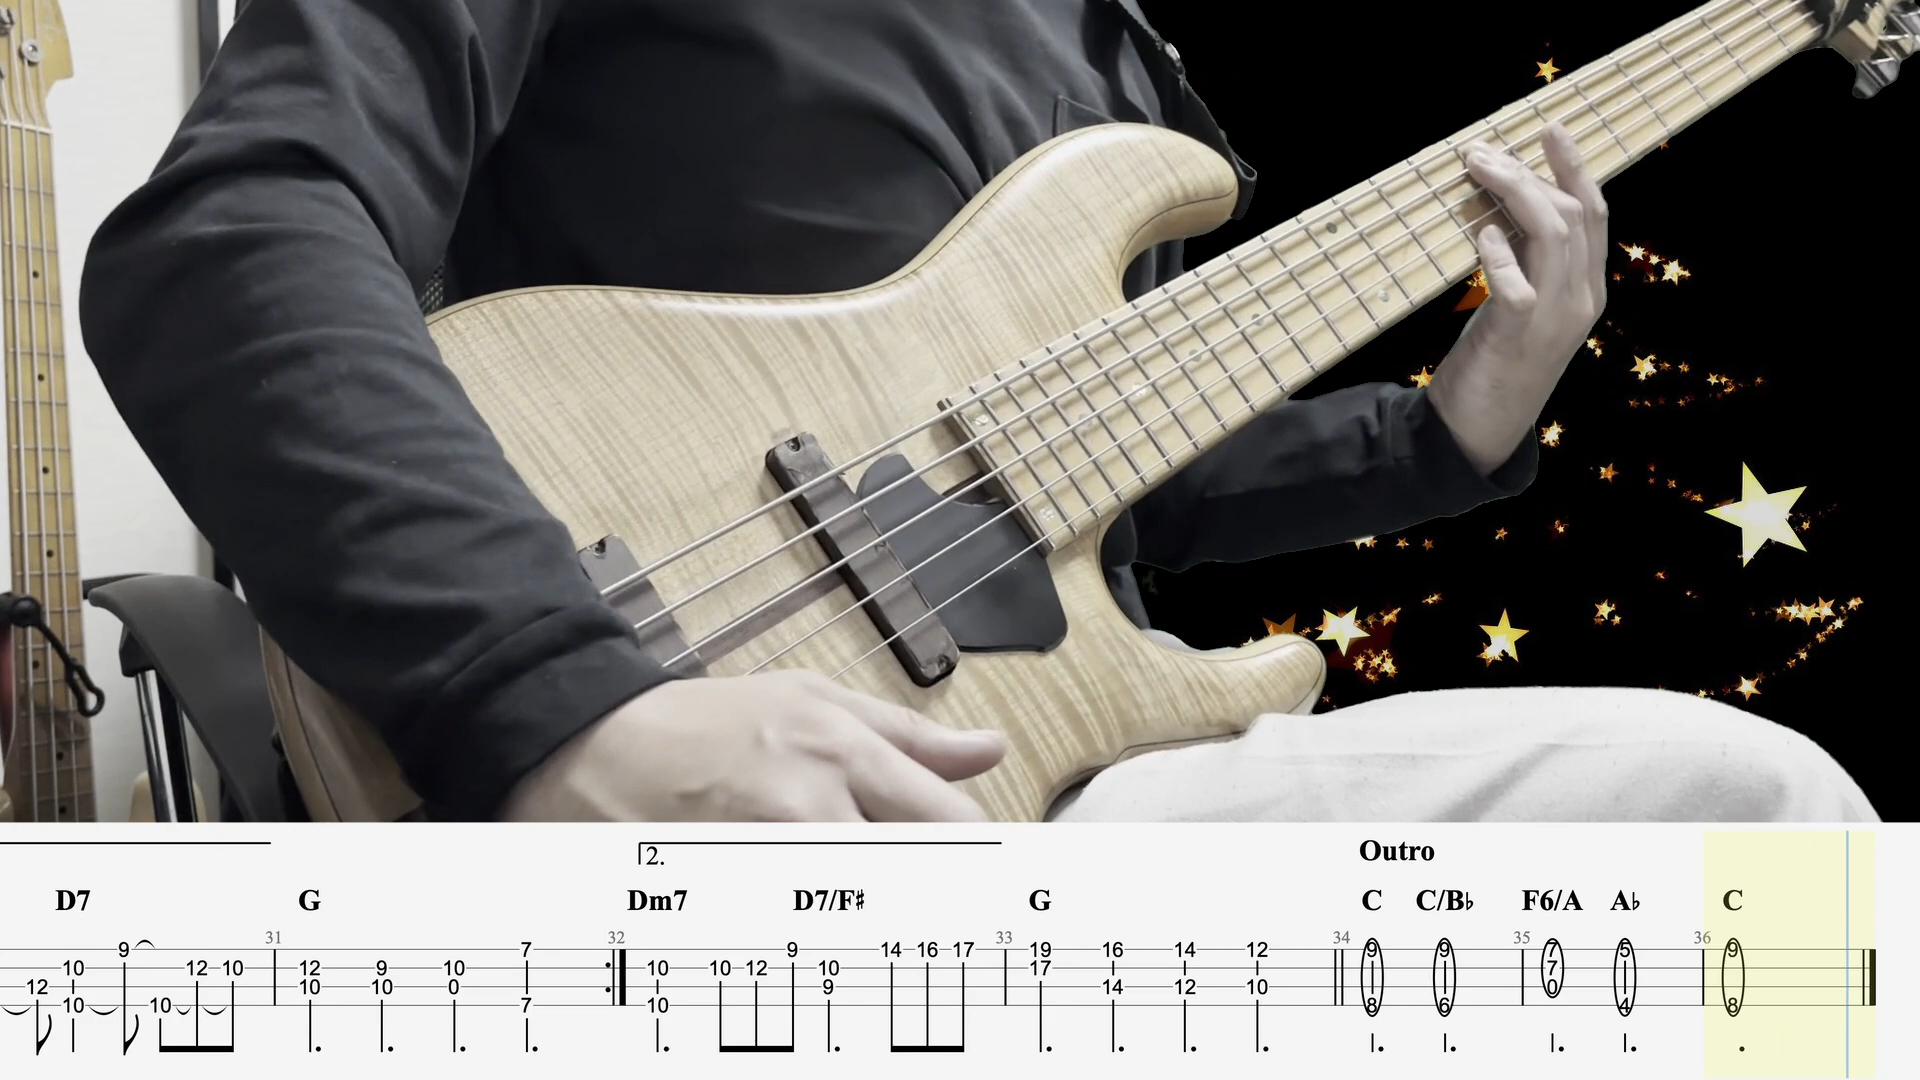 2.
Outro
D7 G Dm7 D7/F♯ G C C/B♭ F6/A A♭ C
31 32 33 34 35 36
9 7 9 14 16 17 19 16 14 12 9 9 7 5 9
10 12 10 12 9 10 10 10 12 10 17 7
12 10 10 0 9 14 12 10 0
10 10 7 10 8 6 4 8